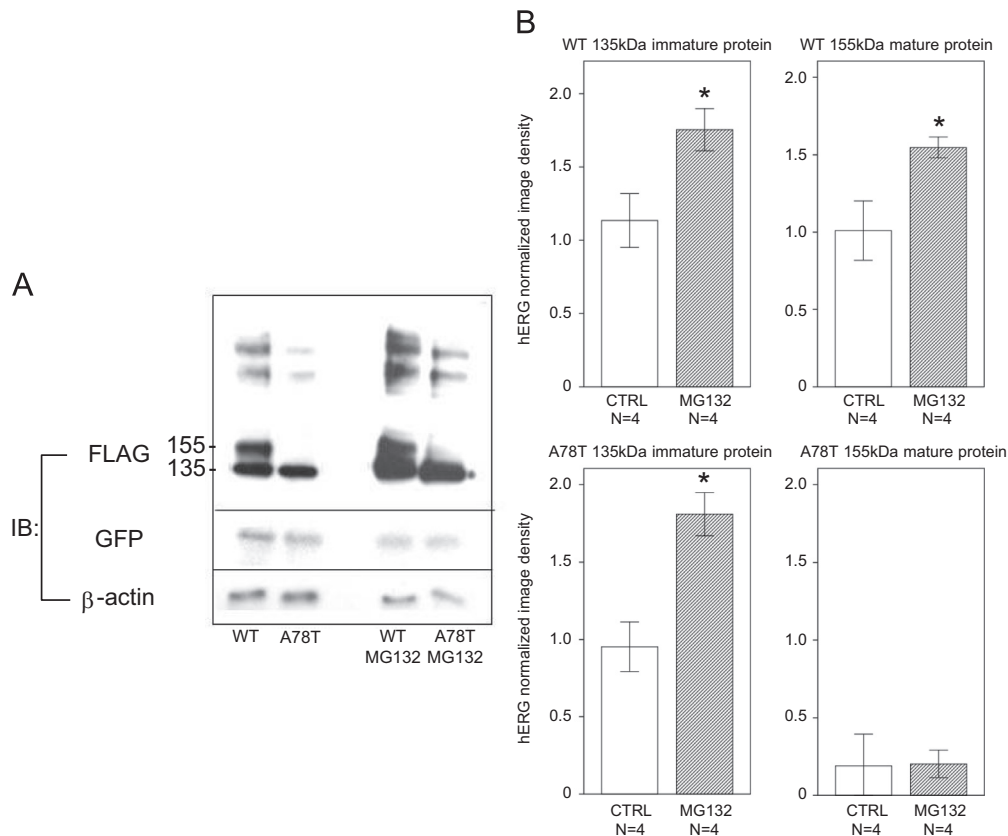 A
IB:
FLAG
155
135
GFP
β-actin
WT
A78T
WT
MG132
A78T
MG132
B
WT 135kDa immature protein
hERG normalized image density
2.0
1.5
1.0
0.5
0
*
CTRL
N=4
MG132
N=4
WT 155kDa mature protein
2.0
1.5
1.0
0.5
0
*
CTRL
N=4
MG132
N=4
A78T 135kDa immature protein
hERG normalized image density
2.0
1.5
1.0
0.5
0
*
CTRL
N=4
MG132
N=4
A78T 155kDa mature protein
2.0
1.5
1.0
0.5
0
CTRL
N=4
MG132
N=4